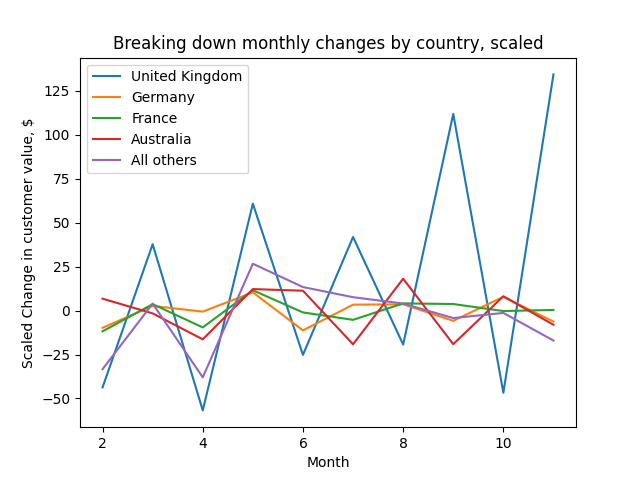 Breaking down monthly changes by country, scaled
United Kingdom
Germany
France
Australia
All others
Scaled Change in customer value, $
125
100
75
50
25
0
−25
−50
2
4
6
8
10
Month